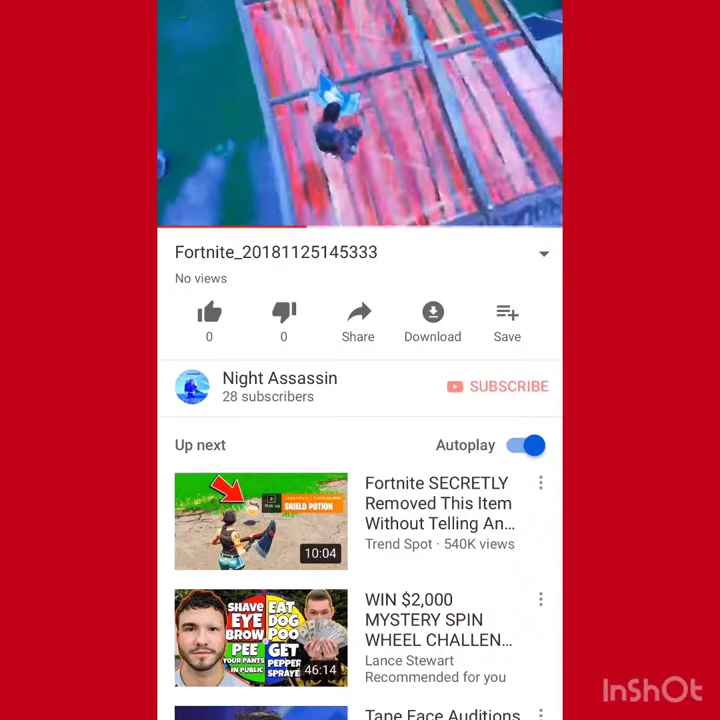 Fortnite_20181125145333
No views
0
0
Share
Download
Save
Night Assassin
28 subscribers
SUBSCRIBE
Up next
Autoplay
Pick up
SHIELD POTION
10:04
Fortnite SECRETLY
Removed This Item
Without Telling An...
Trend Spot · 540K views
SHAVE
EYE
BROW
EAT
DOG
POO
PEE
YOUR PANTS
IN PUBLIC
GET
PEPPER
SPRAYE
46:14
WIN $2,000
MYSTERY SPIN
WHEEL CHALLEN...
Lance Stewart
Recommended for you
Tape Face Auditions
InShOt